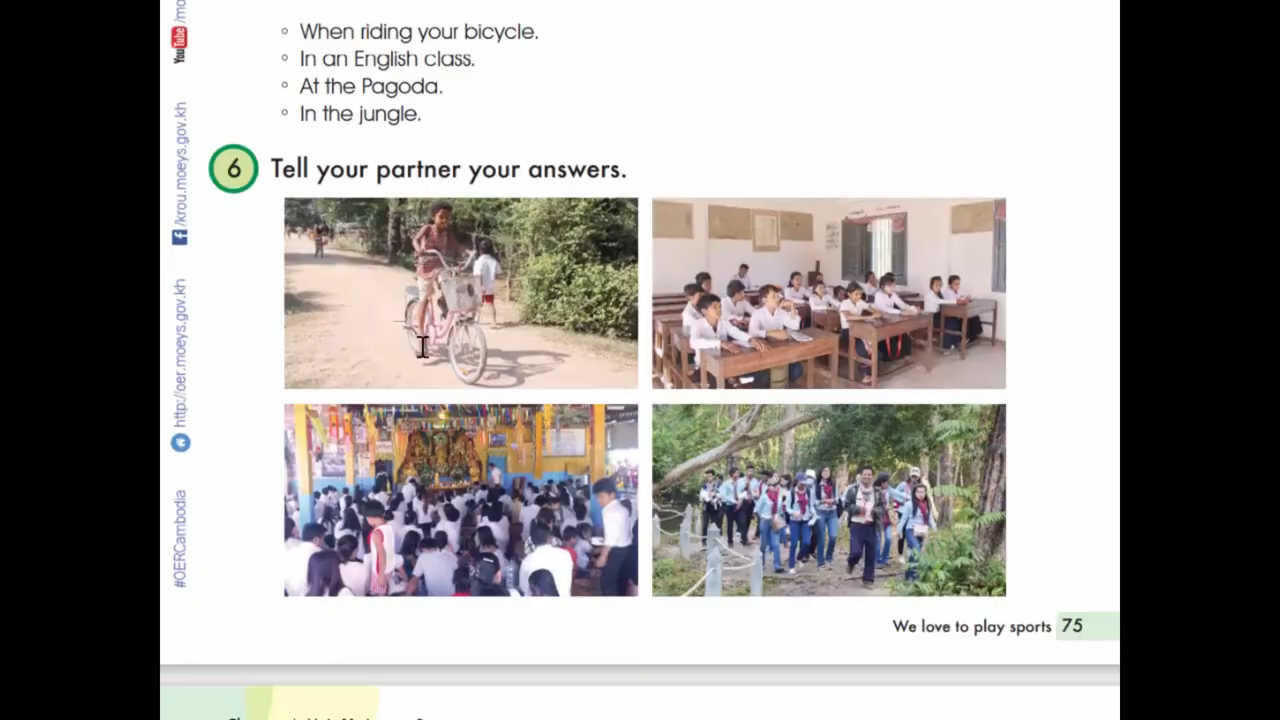 When riding your bicycle.
In an English class.
At the Pagoda.
In the jungle.
6 Tell your partner your answers.
YouTube
/krou.moeys.gov.kh
http://oer.moeys.gov.kh
#OERCambodia
We love to play sports 75